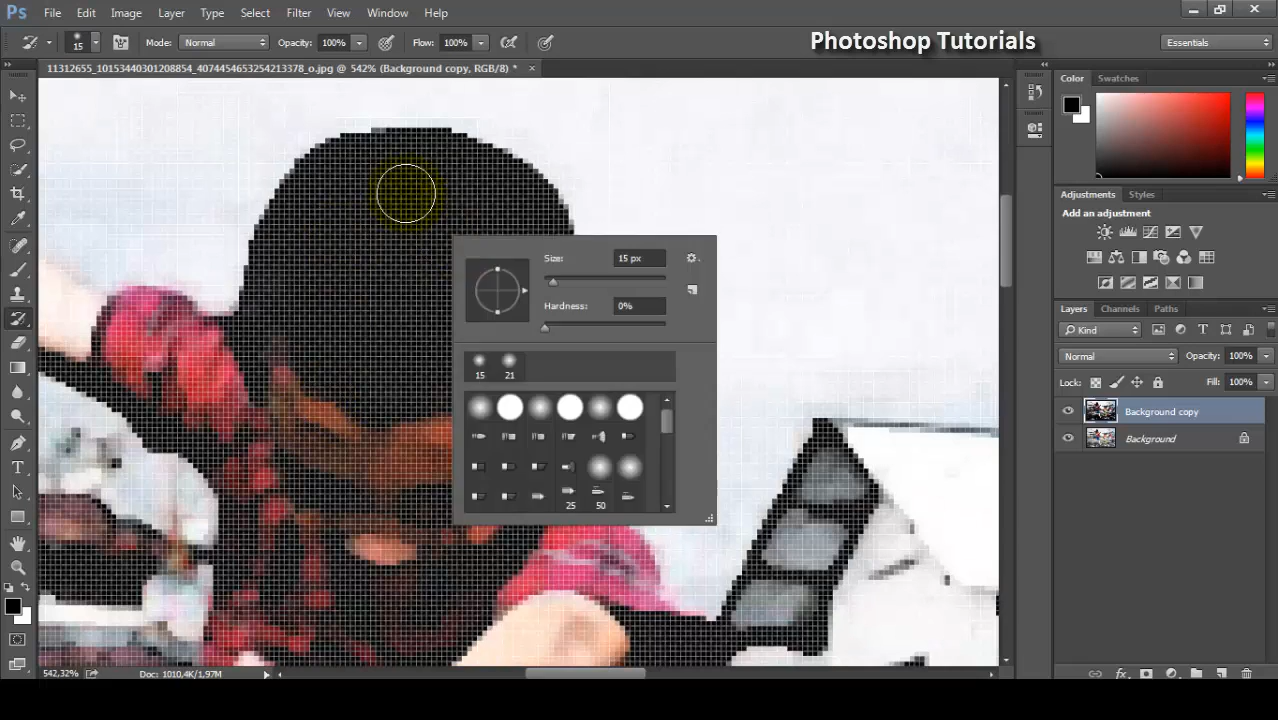 Ps File Edit Image Layer Type Select Filter View Window Help
15 Mode: Normal Opacity: 100% Flow: 100% Photoshop Tutorials Essentials
11312655_10153440301208854_4074454653254213378_o.jpg @ 542% (Background copy, RGB/8) * ×
Color Swatches
Adjustments Styles
Add an adjustment
Size: 15 px
Hardness: 0%
15 21
25 50
Layers Channels Paths
Kind
Normal Opacity: 100%
Lock: Fill: 100%
Background copy
Background
542,32% Doc: 1010,4K/1,97M